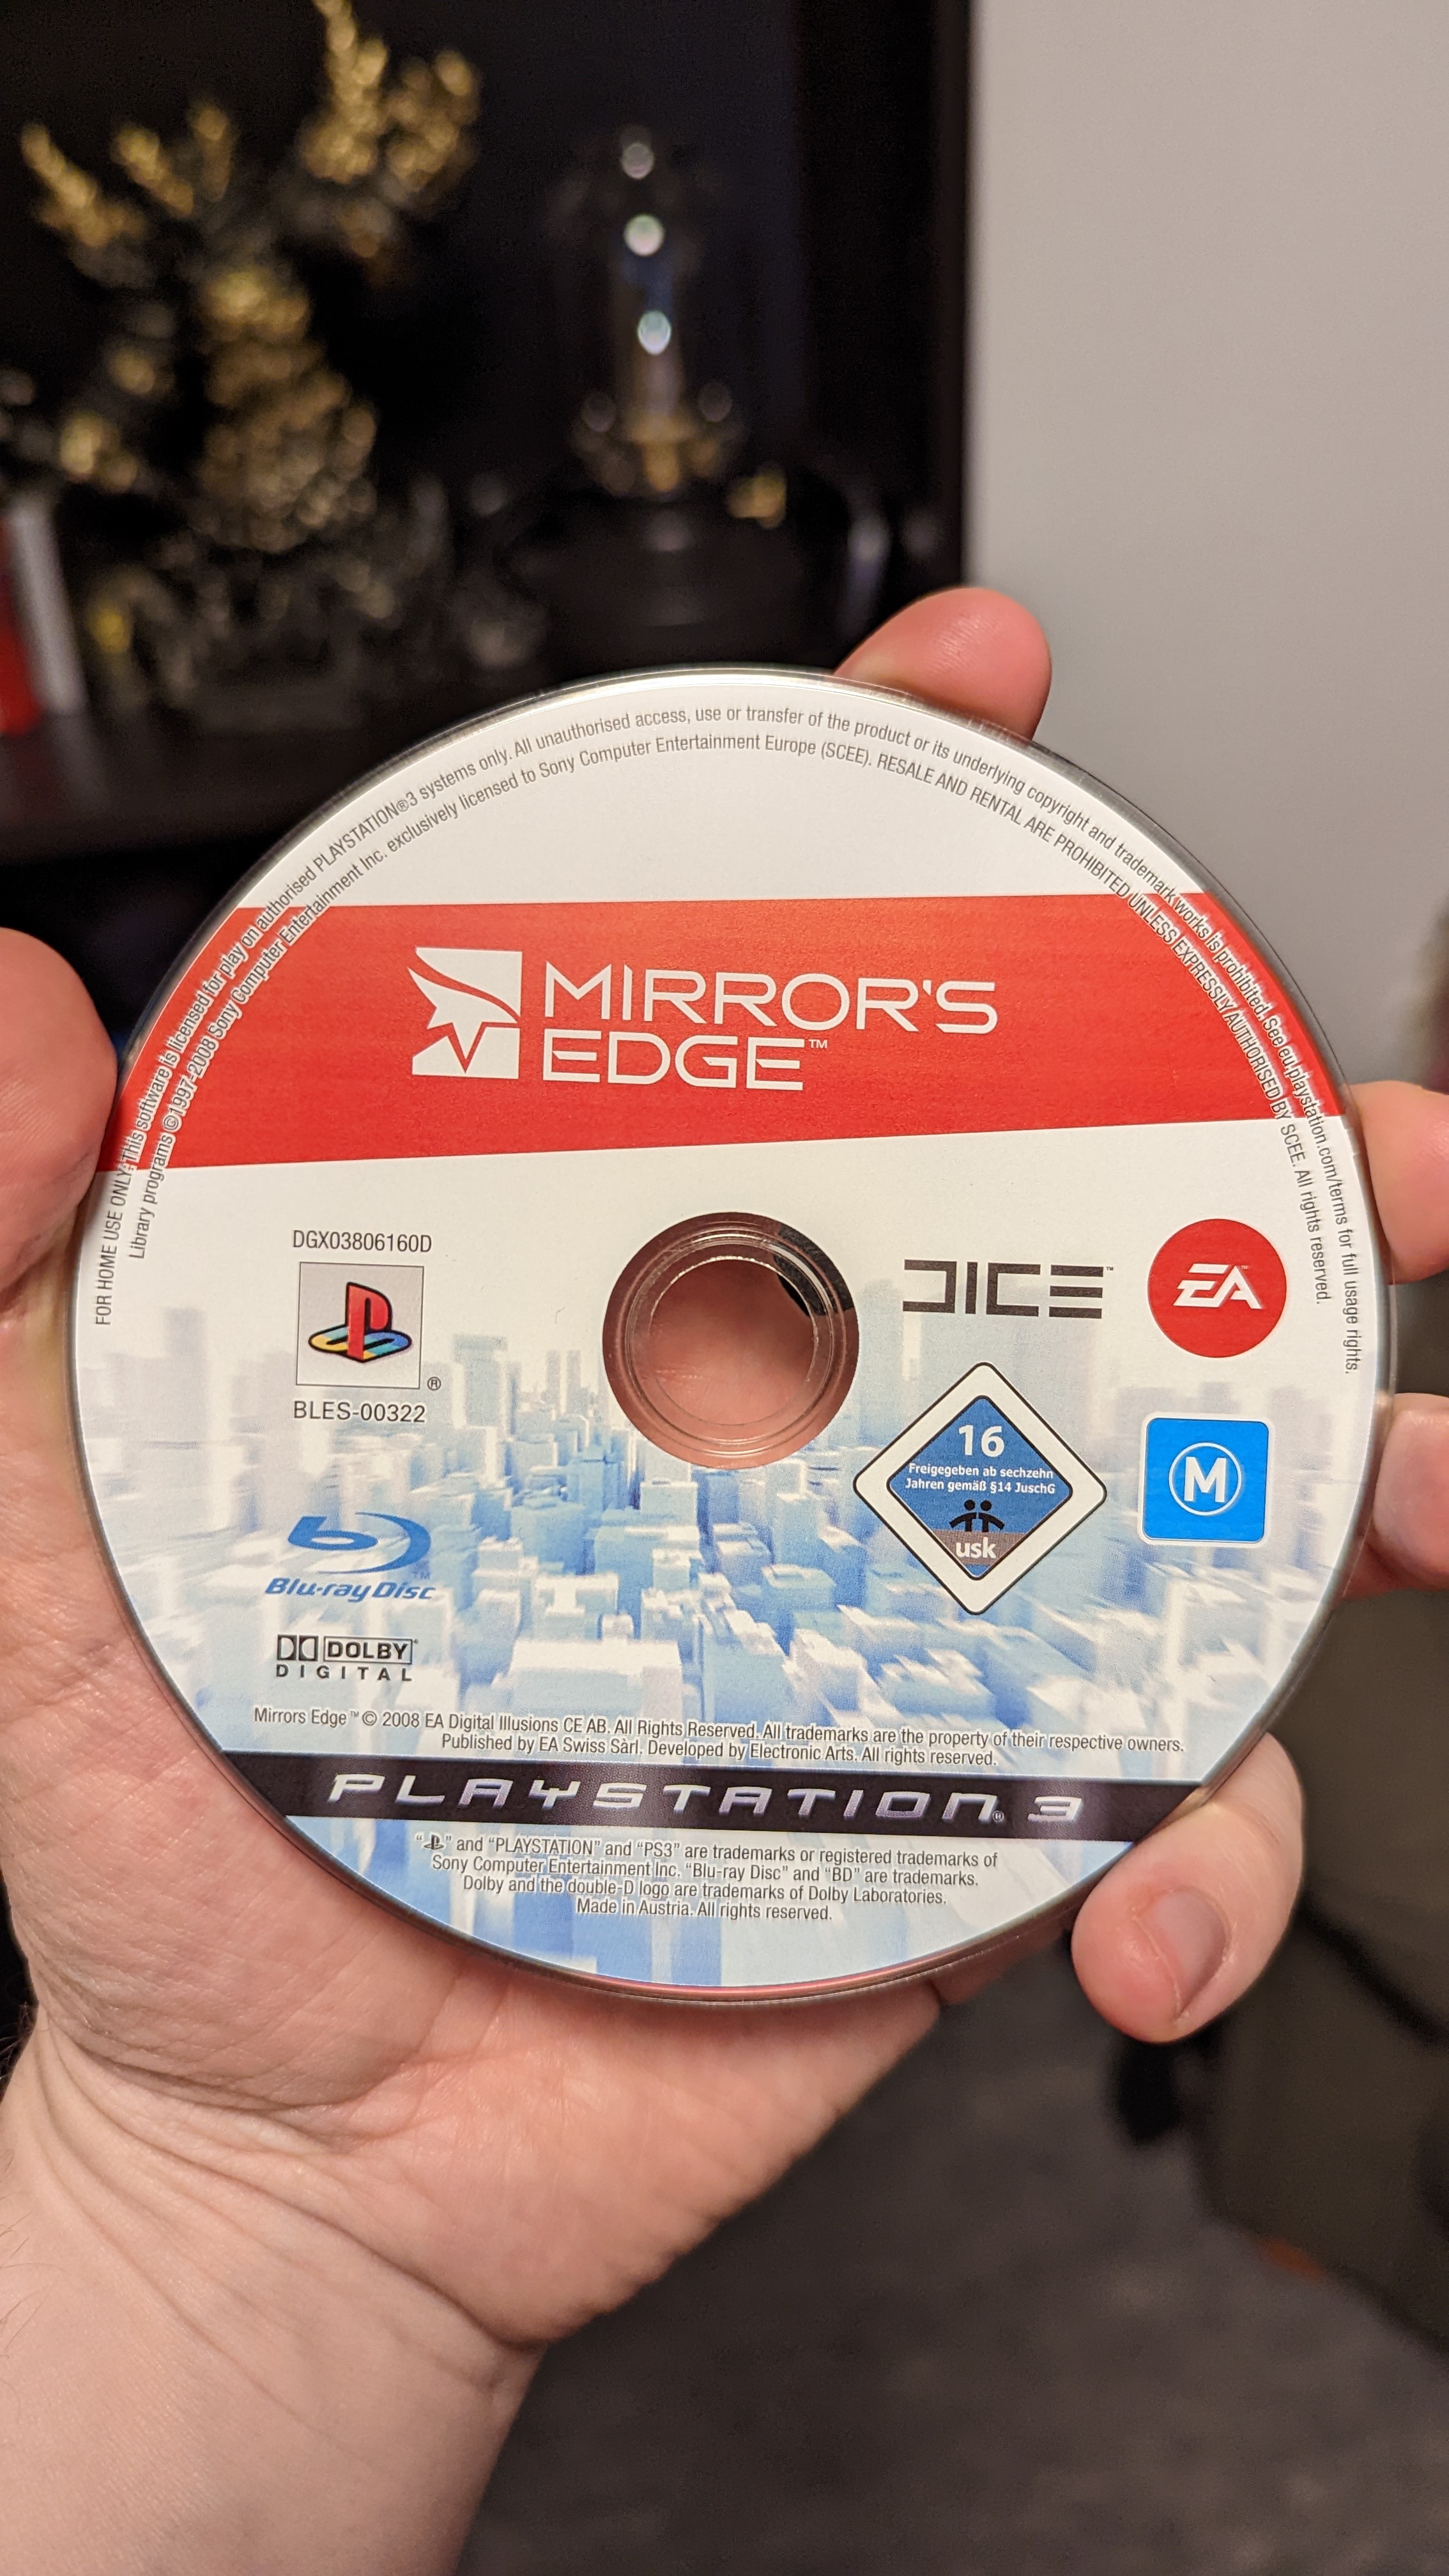 FOR HOME USE ONLY. This software is licensed for play on authorised PLAYSTATION®3 systems only. All unauthorised access, use or transfer of the product or its underlying copyright and trademark works is prohibited. See eu.playstation.com/terms for full usage rights.
Library programs ©1997-2008 Sony Computer Entertainment Inc. exclusively licensed to Sony Computer Entertainment Europe (SCEE). RESALE AND RENTAL ARE PROHIBITED UNLESS EXPRESSLY AUTHORISED BY SCEE. All rights reserved.
MIRROR'S
EDGE™
DGX03806160D
®
BLES-00322
DICE™
EA™
16
Freigegeben ab sechzehn
Jahren gemäß §14 JuschG
usk
M
Blu-ray Disc™
DOLBY®
DIGITAL
Mirrors Edge™ © 2008 EA Digital Illusions CE AB. All Rights Reserved. All trademarks are the property of their respective owners.
Published by EA Swiss Sàrl. Developed by Electronic Arts. All rights reserved.
PLAYSTATION®3
"PS" and "PLAYSTATION" and "PS3" are trademarks or registered trademarks of
Sony Computer Entertainment Inc. "Blu-ray Disc" and "BD" are trademarks.
Dolby and the double-D logo are trademarks of Dolby Laboratories.
Made in Austria. All rights reserved.